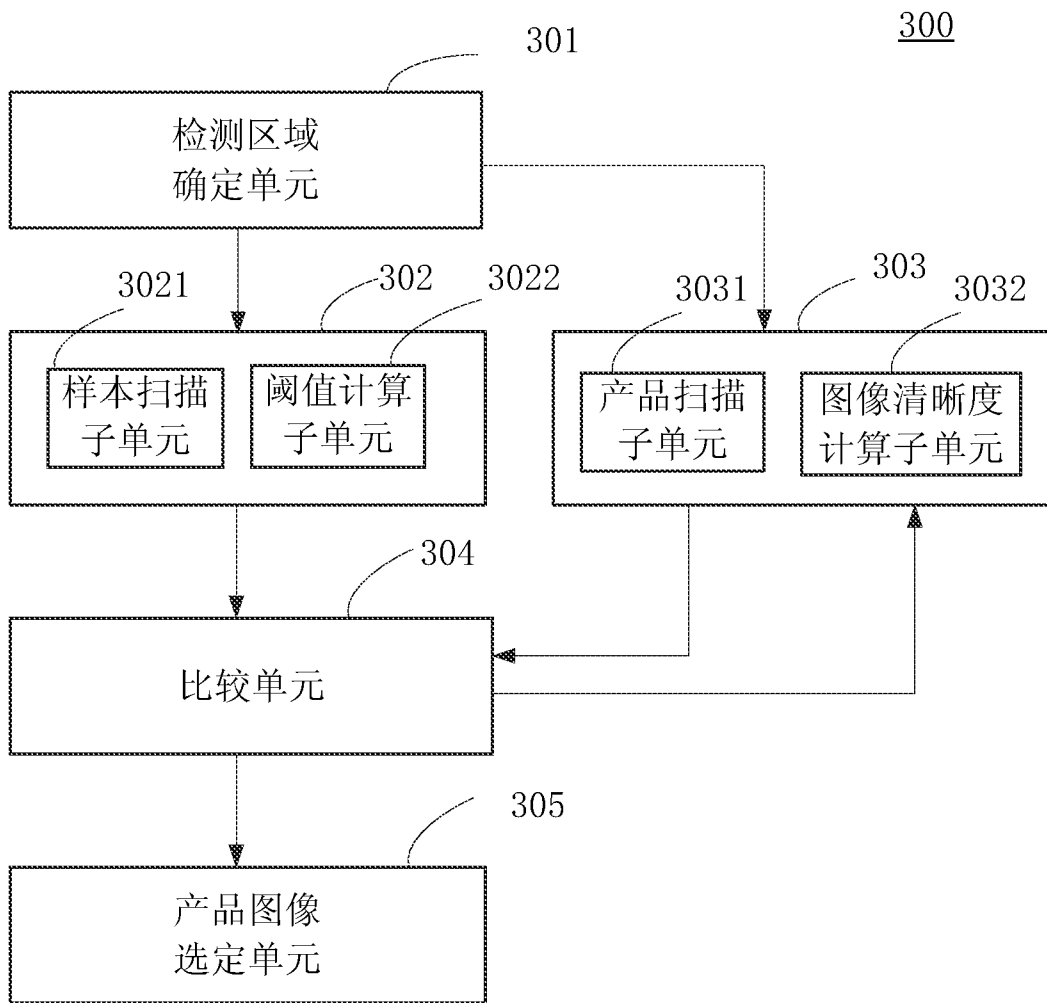 300
301
检测区域
确定单元
3021
302
3022
样本扫描
子单元
阈值计算
子单元
3031
303
3032
产品扫描
子单元
图像清晰度
计算子单元
304
比较单元
305
产品图像
选定单元